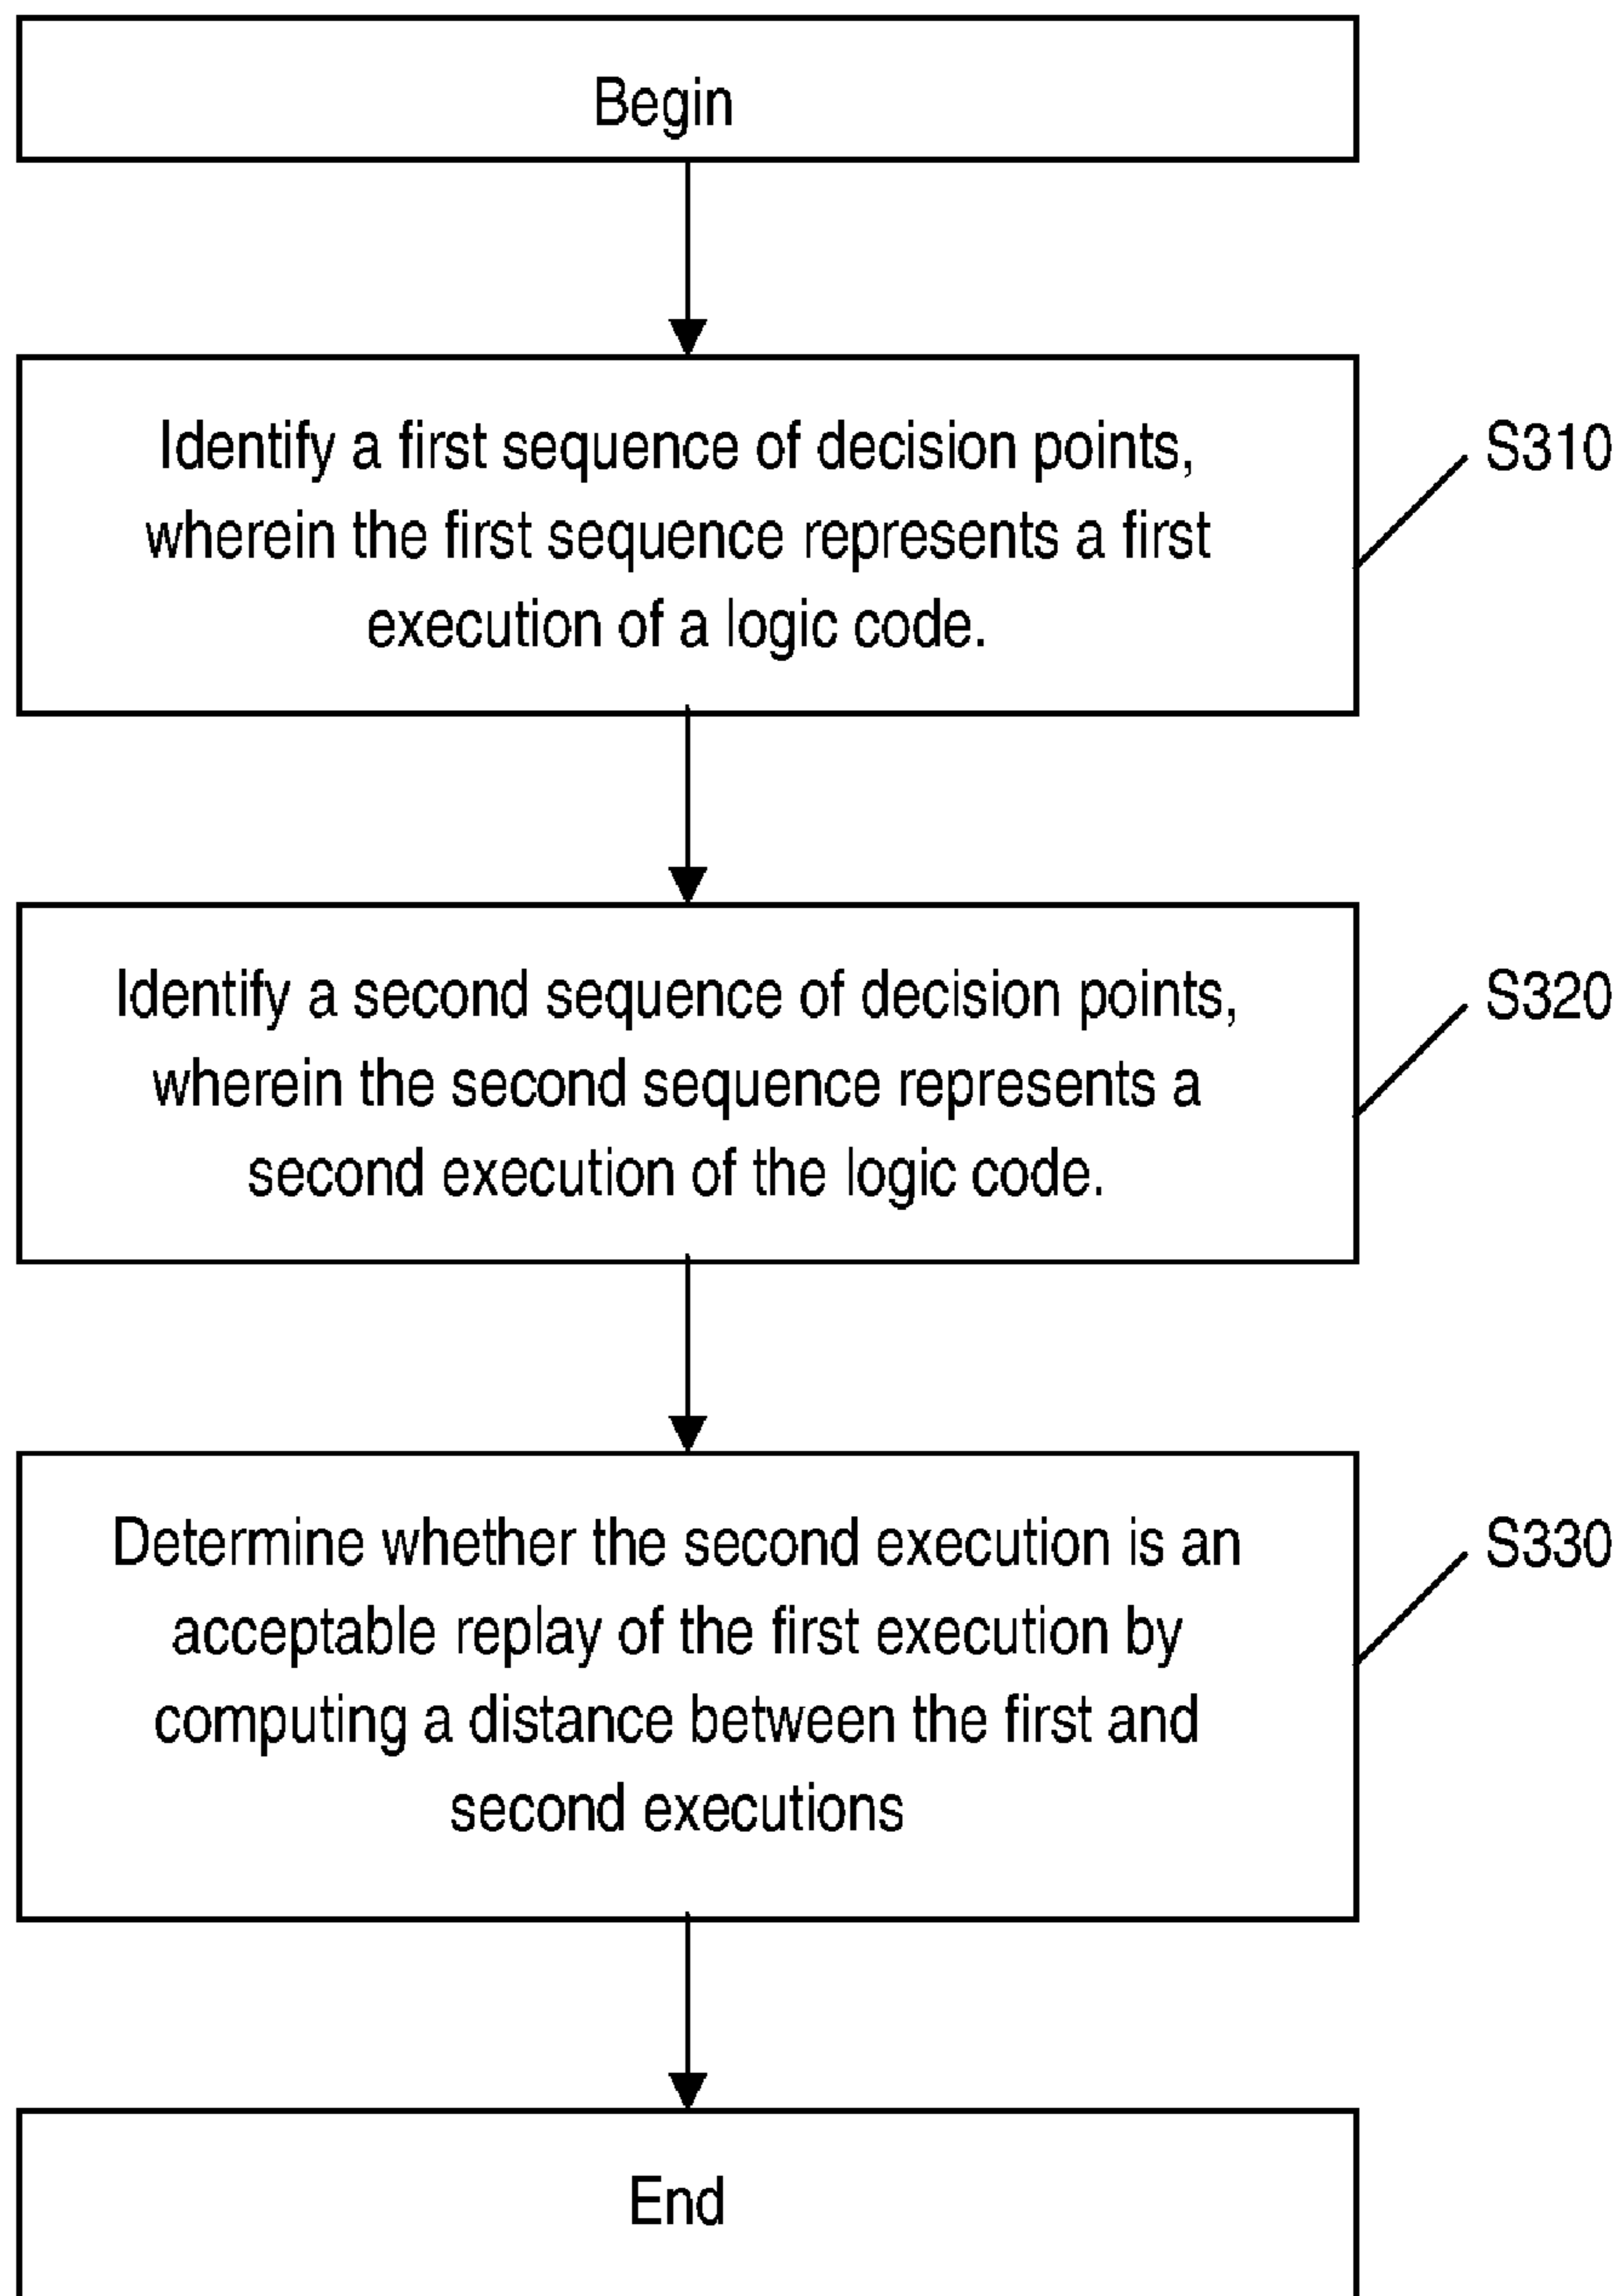 Begin
Identify a first sequence of decision points,
wherein the first sequence represents a first
execution of a logic code.
S310
Identify a second sequence of decision points,
wherein the second sequence represents a
second execution of the logic code.
S320
Determine whether the second execution is an
acceptable replay of the first execution by
computing a distance between the first and
second executions
S330
End